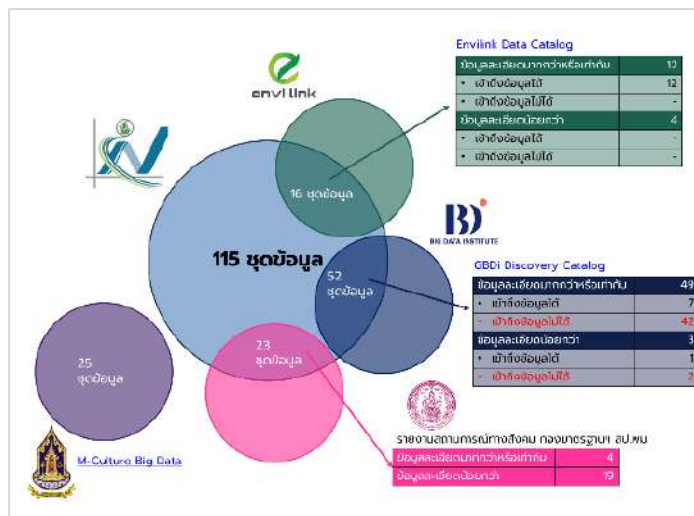 Envilink Data Catalog
envilink
ข้อมูลละเอียดมากกว่าหรือเท่ากับ 12
• เข้าถึงข้อมูลได้ 12
• เข้าถึงข้อมูลไม่ได้ -
ข้อมูลละเอียดน้อยกว่า 4
• เข้าถึงข้อมูลได้ -
• เข้าถึงข้อมูลไม่ได้ -
16 ชุดข้อมูล
BIG DATA INSTITUTE
115 ชุดข้อมูล
GBDi Discovery Catalog
52
ชุดข้อมูล
ข้อมูลละเอียดมากกว่าหรือเท่ากับ 49
• เข้าถึงข้อมูลได้ 7
- เข้าถึงข้อมูลไม่ได้ 42
ข้อมูลละเอียดน้อยกว่า 3
• เข้าถึงข้อมูลได้ 1
- เข้าถึงข้อมูลไม่ได้ 2
23
ชุดข้อมูล
25
ชุดข้อมูล
รายงานสถานการณ์ทางสังคม กองมาตรฐานฯ สป.พม
ข้อมูลละเอียดมากกว่าหรือเท่ากับ 4
ข้อมูลละเอียดน้อยกว่า 19
M-Culture Big Data